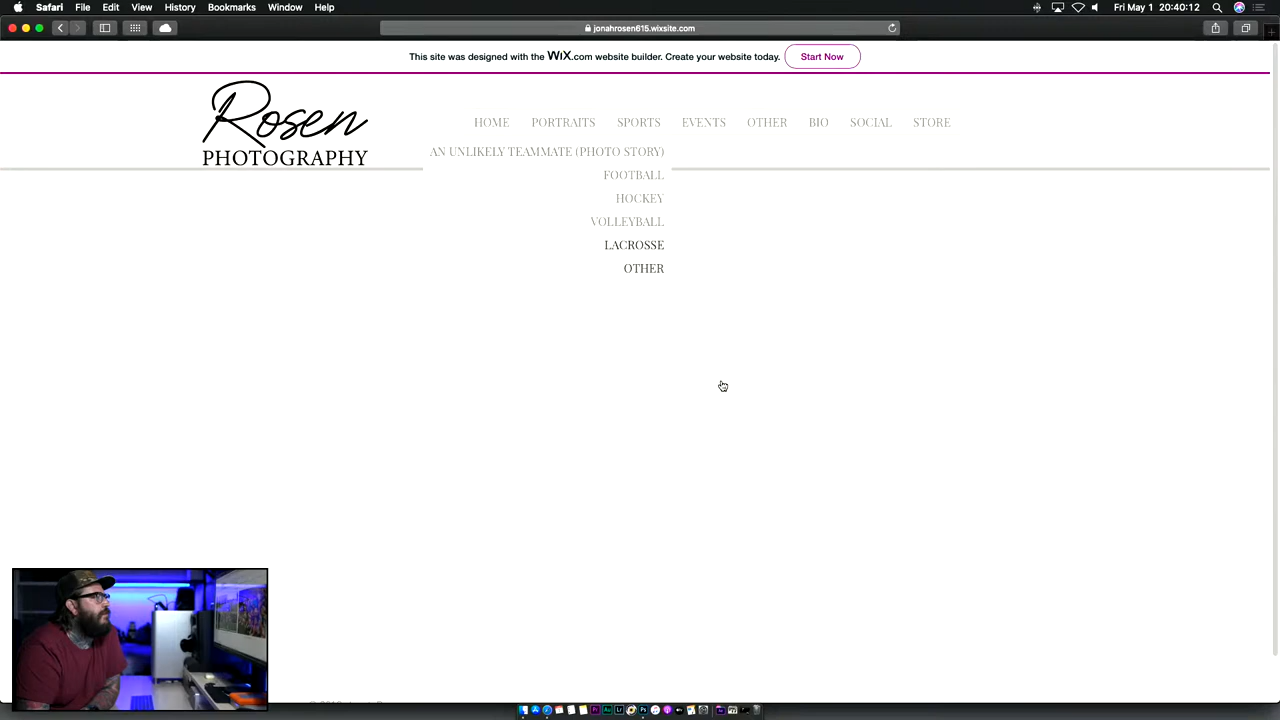 Safari File Edit View History Bookmarks Window Help Fri May 1 20:40:12
jonahrosen615.wixsite.com
This site was designed with the WiX.com website builder. Create your website today. Start Now
Rosen
PHOTOGRAPHY
HOME PORTRAITS SPORTS EVENTS OTHER BIO SOCIAL STORE
AN UNLIKELY TEAMMATE (PHOTO STORY)
FOOTBALL
HOCKEY
VOLLEYBALL
LACROSSE
OTHER